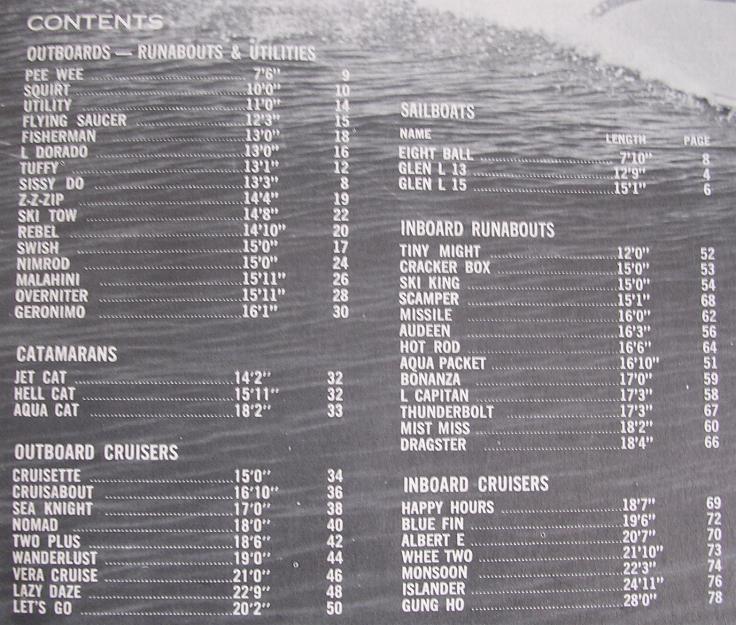 CONTENTS
OUTBOARDS — RUNABOUTS & UTILITIES
PEE WEE 7'6" 9
SQUIRT 10'0" 10
UTILITY 11'0" 14
FLYING SAUCER 12'3" 15
FISHERMAN 13'0" 18
L DORADO 13'0" 16
TUFFY 13'1" 12
SISSY DO 13'3" 8
Z-Z-ZIP 14'4" 19
SKI TOW 14'8" 22
REBEL 14'10" 20
SWISH 15'0" 17
NIMROD 15'0" 24
MALAHINI 15'11" 26
OVERNITER 15'11" 28
GERONIMO 16'1" 30
CATAMARANS
JET CAT 14'2" 32
HELL CAT 15'11" 32
AQUA CAT 18'2" 33
OUTBOARD CRUISERS
CRUISETTE 15'0" 34
CRUISABOUT 16'10" 36
SEA KNIGHT 17'0" 38
NOMAD 18'0" 40
TWO PLUS 18'6" 42
WANDERLUST 19'0" 44
VERA CRUISE 21'0" 46
LAZY DAZE 22'9" 48
LET'S GO 20'2" 50
SAILBOATS
NAME LENGTH PAGE
EIGHT BALL 7'10" 8
GLEN L 13 12'9" 4
GLEN L 15 15'1" 6
INBOARD RUNABOUTS
TINY MIGHT 12'0" 52
CRACKER BOX 15'0" 53
SKI KING 15'0" 54
SCAMPER 15'1" 68
MISSILE 16'0" 62
AUDEEN 16'3" 56
HOT ROD 16'6" 64
AQUA PACKET 16'10" 51
BONANZA 17'0" 59
L CAPITAN 17'3" 58
THUNDERBOLT 17'3" 67
MIST MISS 18'2" 60
DRAGSTER 18'4" 66
INBOARD CRUISERS
HAPPY HOURS 18'7" 69
BLUE FIN 19'6" 72
ALBERT E 20'7" 70
WHEE TWO 21'10" 73
MONSOON 22'3" 74
ISLANDER 24'11" 76
GUNG HO 28'0" 78